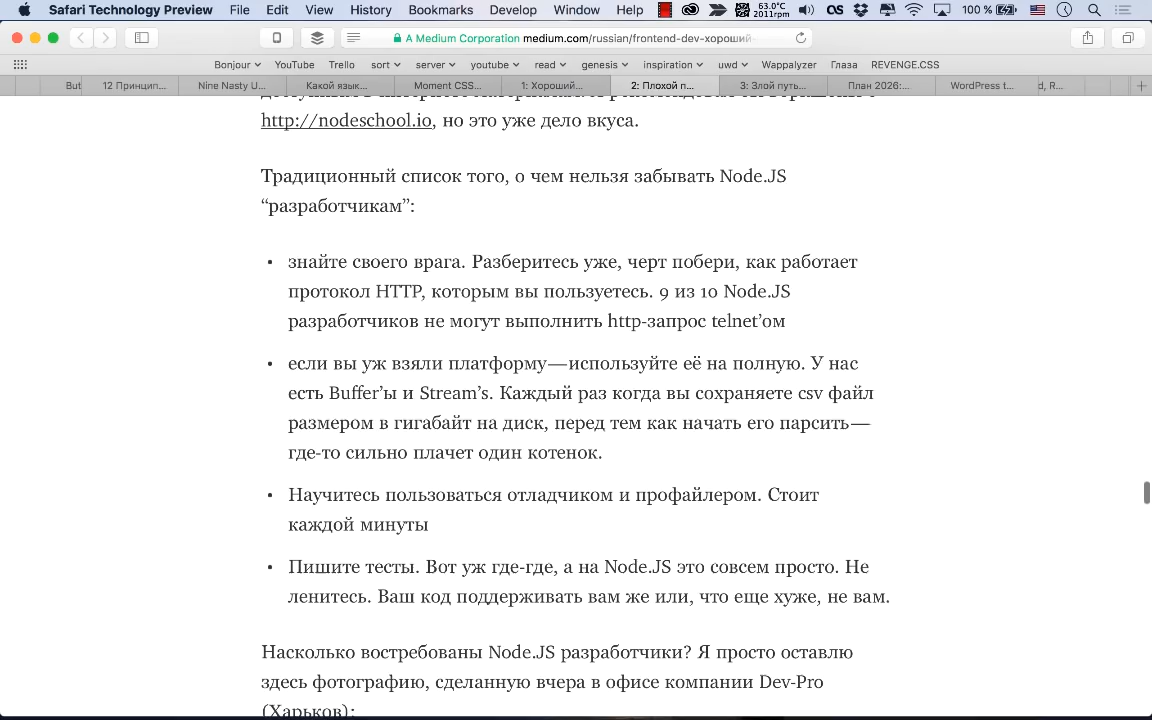 Safari Technology Preview File Edit View History Bookmarks Develop Window Help 63.0°C 2011rpm 100 %
A Medium Corporation medium.com/russian/frontend-dev-хороший
Bonjour YouTube Trello sort server youtube read genesis inspiration uwd Wappalyzer Глаза REVENGE.CSS
But 12 Принцип... Nine Nasty U... Какой язык... Moment CSS... 1: Хороший... 2: Плохой п... 3: Злой путь... План 2026:... WordPress t... d, R...
http://nodeschool.io, но это уже дело вкуса.
Традиционный список того, о чем нельзя забывать Node.JS
“разработчикам”:
• знайте своего врага. Разберитесь уже, черт побери, как работает
протокол HTTP, которым вы пользуетесь. 9 из 10 Node.JS
разработчиков не могут выполнить http-запрос telnet’ом
• если вы уж взяли платформу—используйте её на полную. У нас
есть Buffer’ы и Stream’s. Каждый раз когда вы сохраняете csv файл
размером в гигабайт на диск, перед тем как начать его парсить—
где-то сильно плачет один котенок.
• Научитесь пользоваться отладчиком и профайлером. Стоит
каждой минуты
• Пишите тесты. Вот уж где-где, а на Node.JS это совсем просто. Не
ленитесь. Ваш код поддерживать вам же или, что еще хуже, не вам.
Насколько востребованы Node.JS разработчики? Я просто оставлю
здесь фотографию, сделанную вчера в офисе компании Dev-Pro
(Харьков):